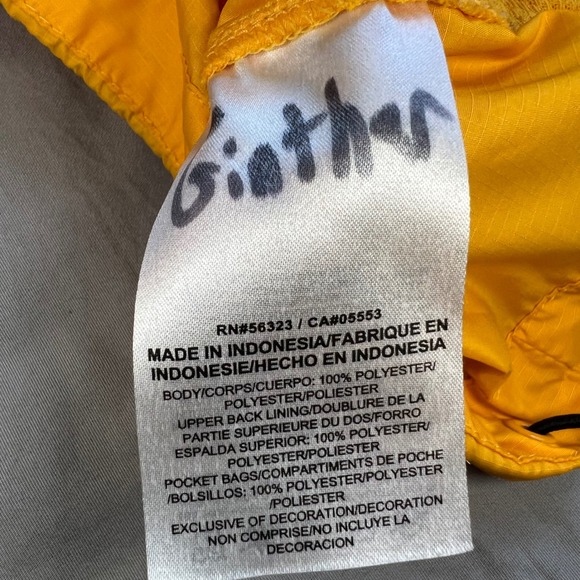 Ginthar
RN#56323 / CA#05553
MADE IN INDONESIA/FABRIQUE EN
INDONESIE/HECHO EN INDONESIA
BODY/CORPS/CUERPO: 100% POLYESTER/
POLYESTER/POLIESTER
UPPER BACK LINING/DOUBLURE DE LA
PARTIE SUPERIEURE DU DOS/FORRO
ESPALDA SUPERIOR: 100% POLYESTER/
POLYESTER/POLIESTER
POCKET BAGS/COMPARTIMENTS DE POCHE
/BOLSILLOS: 100% POLYESTER/POLYESTER
/POLIESTER
EXCLUSIVE OF DECORATION/DECORATION
NON COMPRISE/NO INCLUYE LA
DECORACION